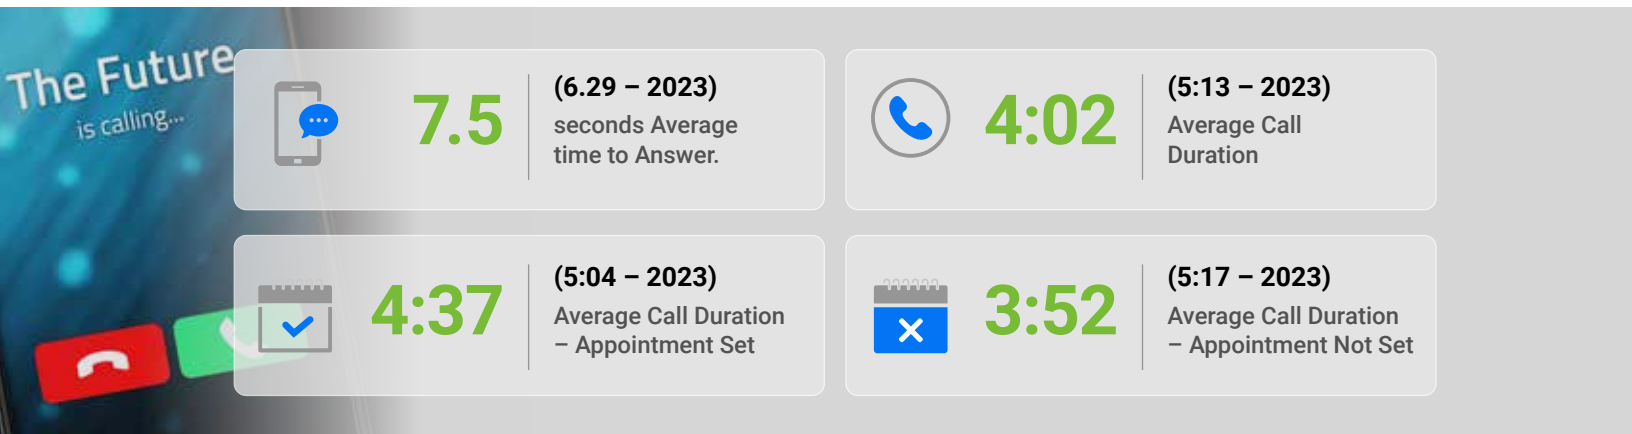 The Future
is calling...
7.5
(6.29 – 2023)
seconds Average
time to Answer.
4:02
(5:13 – 2023)
Average Call
Duration
4:37
(5:04 – 2023)
Average Call Duration
– Appointment Set
3:52
(5:17 – 2023)
Average Call Duration
– Appointment Not Set